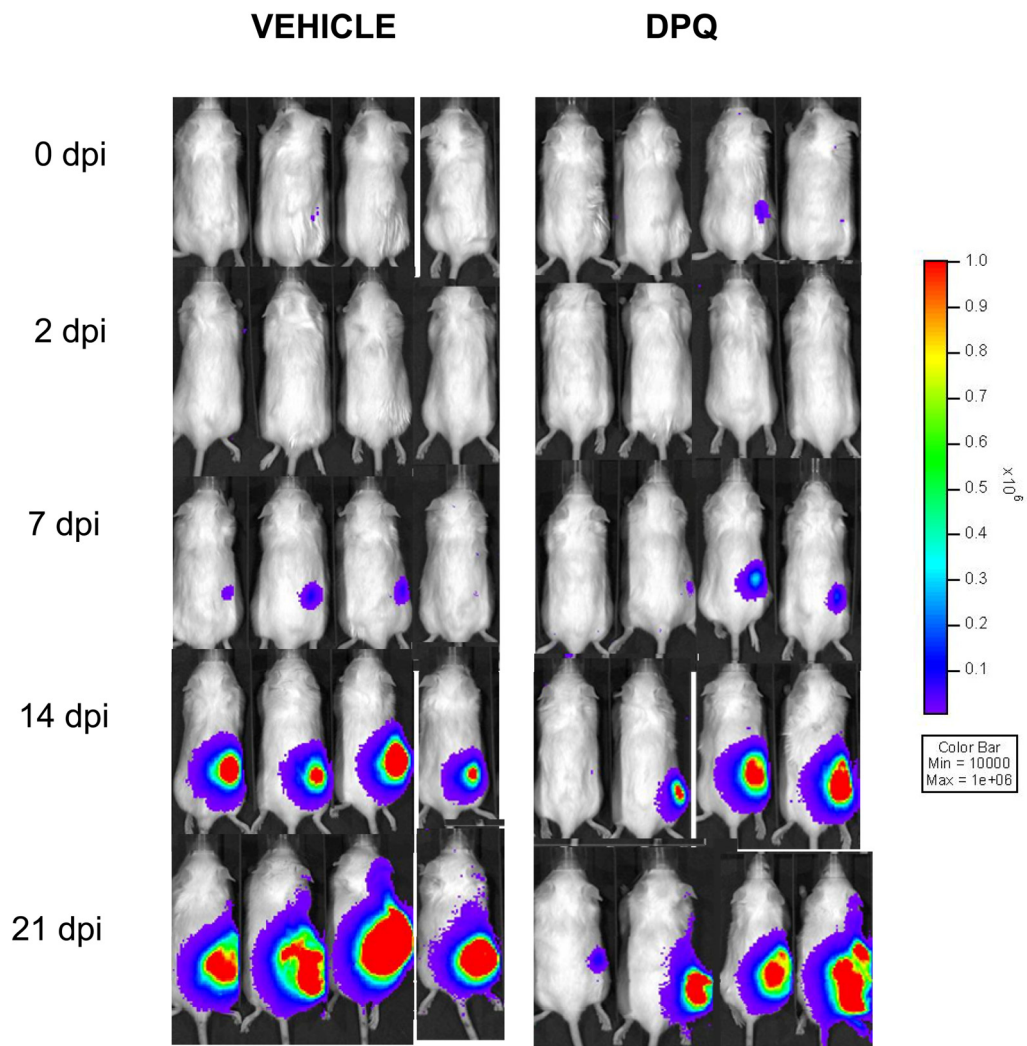 VEHICLE DPQ
0 dpi
2 dpi
7 dpi
14 dpi
21 dpi
1.0
0.9
0.8
0.7
0.6
0.5
0.4
0.3
0.2
0.1
x10^6
Color Bar
Min = 10000
Max = 1e+06